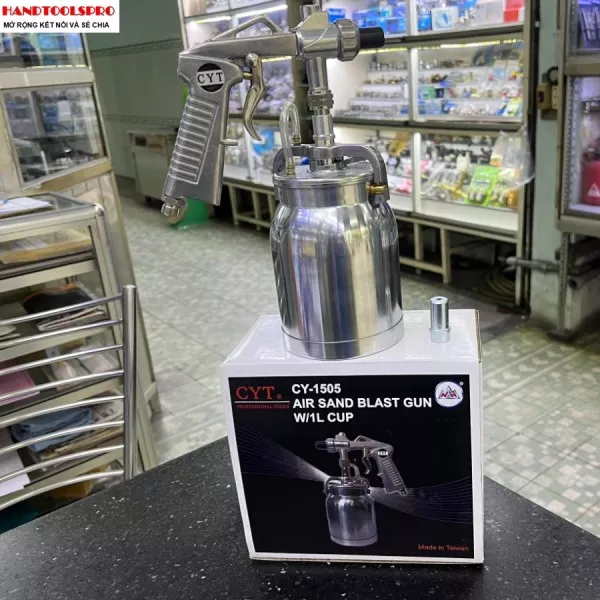 HANDTOOLSPRO
MỞ RỘNG KẾT NỐI VÀ SẺ CHIA
CYT
CYT®
PROFESSIONAL TOOLS
CY-1505
AIR SAND BLAST GUN
W/1L CUP
Made in Taiwan